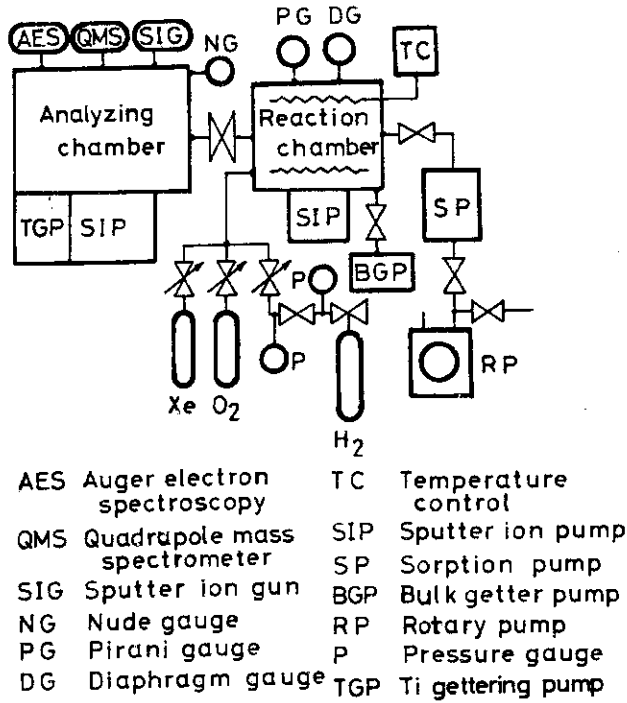 PG DG
AES QMS SIG NG TC
Analyzing chamber
Reaction chamber
TGP SIP
SIP
SP
BGP
P
P
RP
Xe O2
H2
AES Auger electron
spectroscopy
QMS Quadrapole mass
spectrometer
SIG Sputter ion gun
NG Nude gauge
PG Pirani gauge
DG Diaphragm gauge
TC Temperature
control
SIP Sputter ion pump
SP Sorption pump
BGP Bulk getter pump
RP Rotary pump
P Pressure gauge
TGP Ti gettering pump